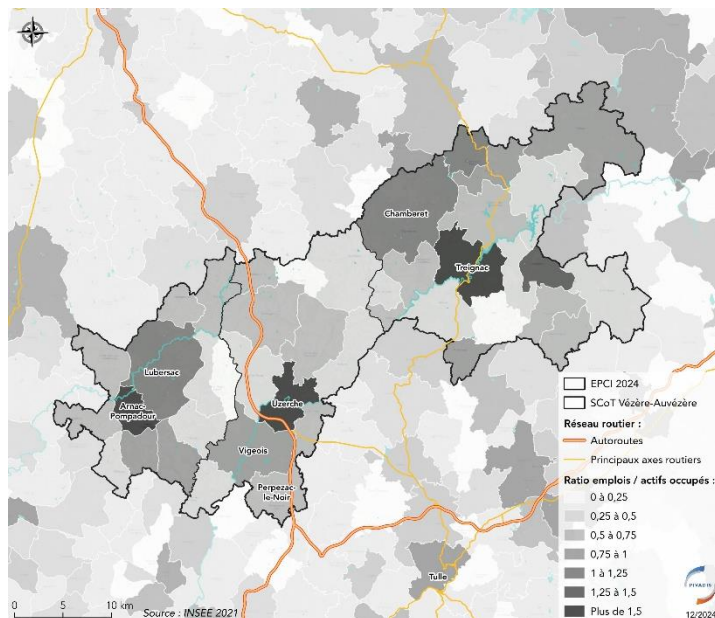 Chamberet
Treignac
Lubersac
Arnac-
Pompadour
Uzerche
Vigeois
Perpezac-
le-Noir
Tulle
EPCI 2024
SCoT Vézère-Auvézère
Réseau routier :
Autoroutes
Principaux axes routiers
Ratio emplois / actifs occupés :
0 à 0,25
0,25 à 0,5
0,5 à 0,75
0,75 à 1
1 à 1,25
1,25 à 1,5
Plus de 1,5
0 5 10 km
Source : INSEE 2021
12/2024